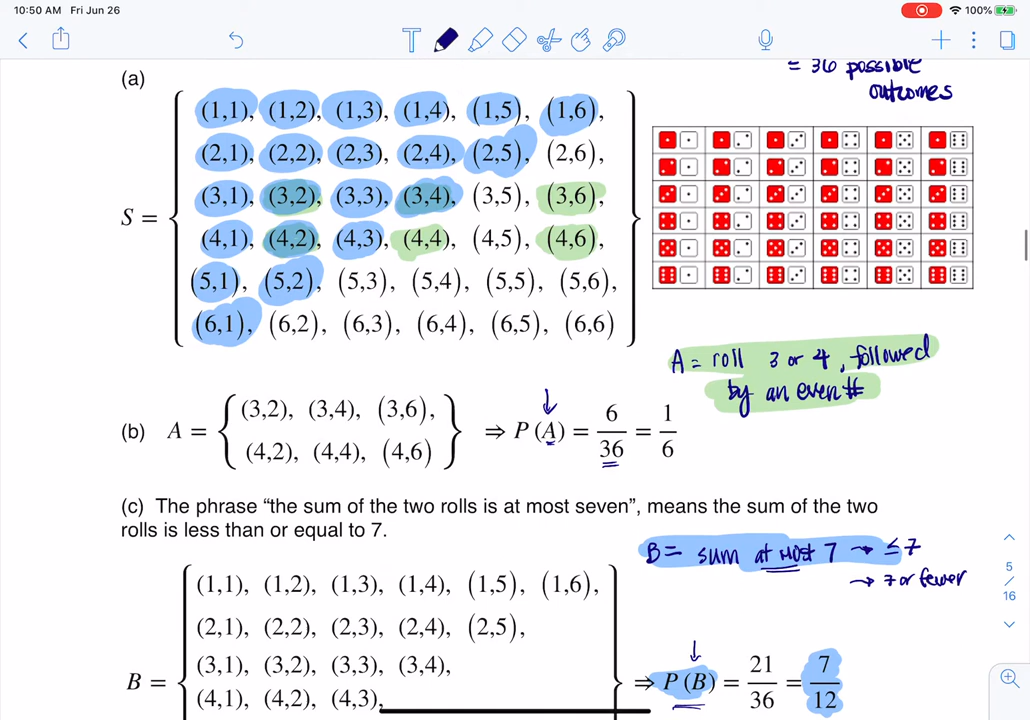 10:50 AM Fri Jun 26
100%
T
= 36 possible
outcomes
(a)
(1,1), (1,2), (1,3), (1,4), (1,5), (1,6),
(2,1), (2,2), (2,3), (2,4), (2,5), (2,6),
(3,1), (3,2), (3,3), (3,4), (3,5), (3,6),
S =
(4,1), (4,2), (4,3), (4,4), (4,5), (4,6),
(5,1), (5,2), (5,3), (5,4), (5,5), (5,6),
(6,1), (6,2), (6,3), (6,4), (6,5), (6,6)
A = roll 3 or 4, followed
by an even #
(b) A = { (3,2), (3,4), (3,6), (4,2), (4,4), (4,6) } ⇒ P(A) = 6/36 = 1/6
(c) The phrase “the sum of the two rolls is at most seven”, means the sum of the two
rolls is less than or equal to 7.
B = sum at most 7 → ≤ 7
→ 7 or fewer
(1,1), (1,2), (1,3), (1,4), (1,5), (1,6),
(2,1), (2,2), (2,3), (2,4), (2,5),
(3,1), (3,2), (3,3), (3,4),
B =
(4,1), (4,2), (4,3),
⇒ P(B) = 21/36 = 7/12
5
/
16